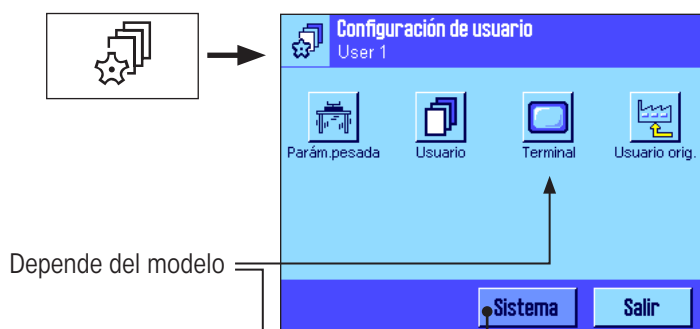 Configuración de usuario
User 1
Parám.pesada
Usuario
Terminal
Usuario orig.
Depende del modelo
Sistema
Salir